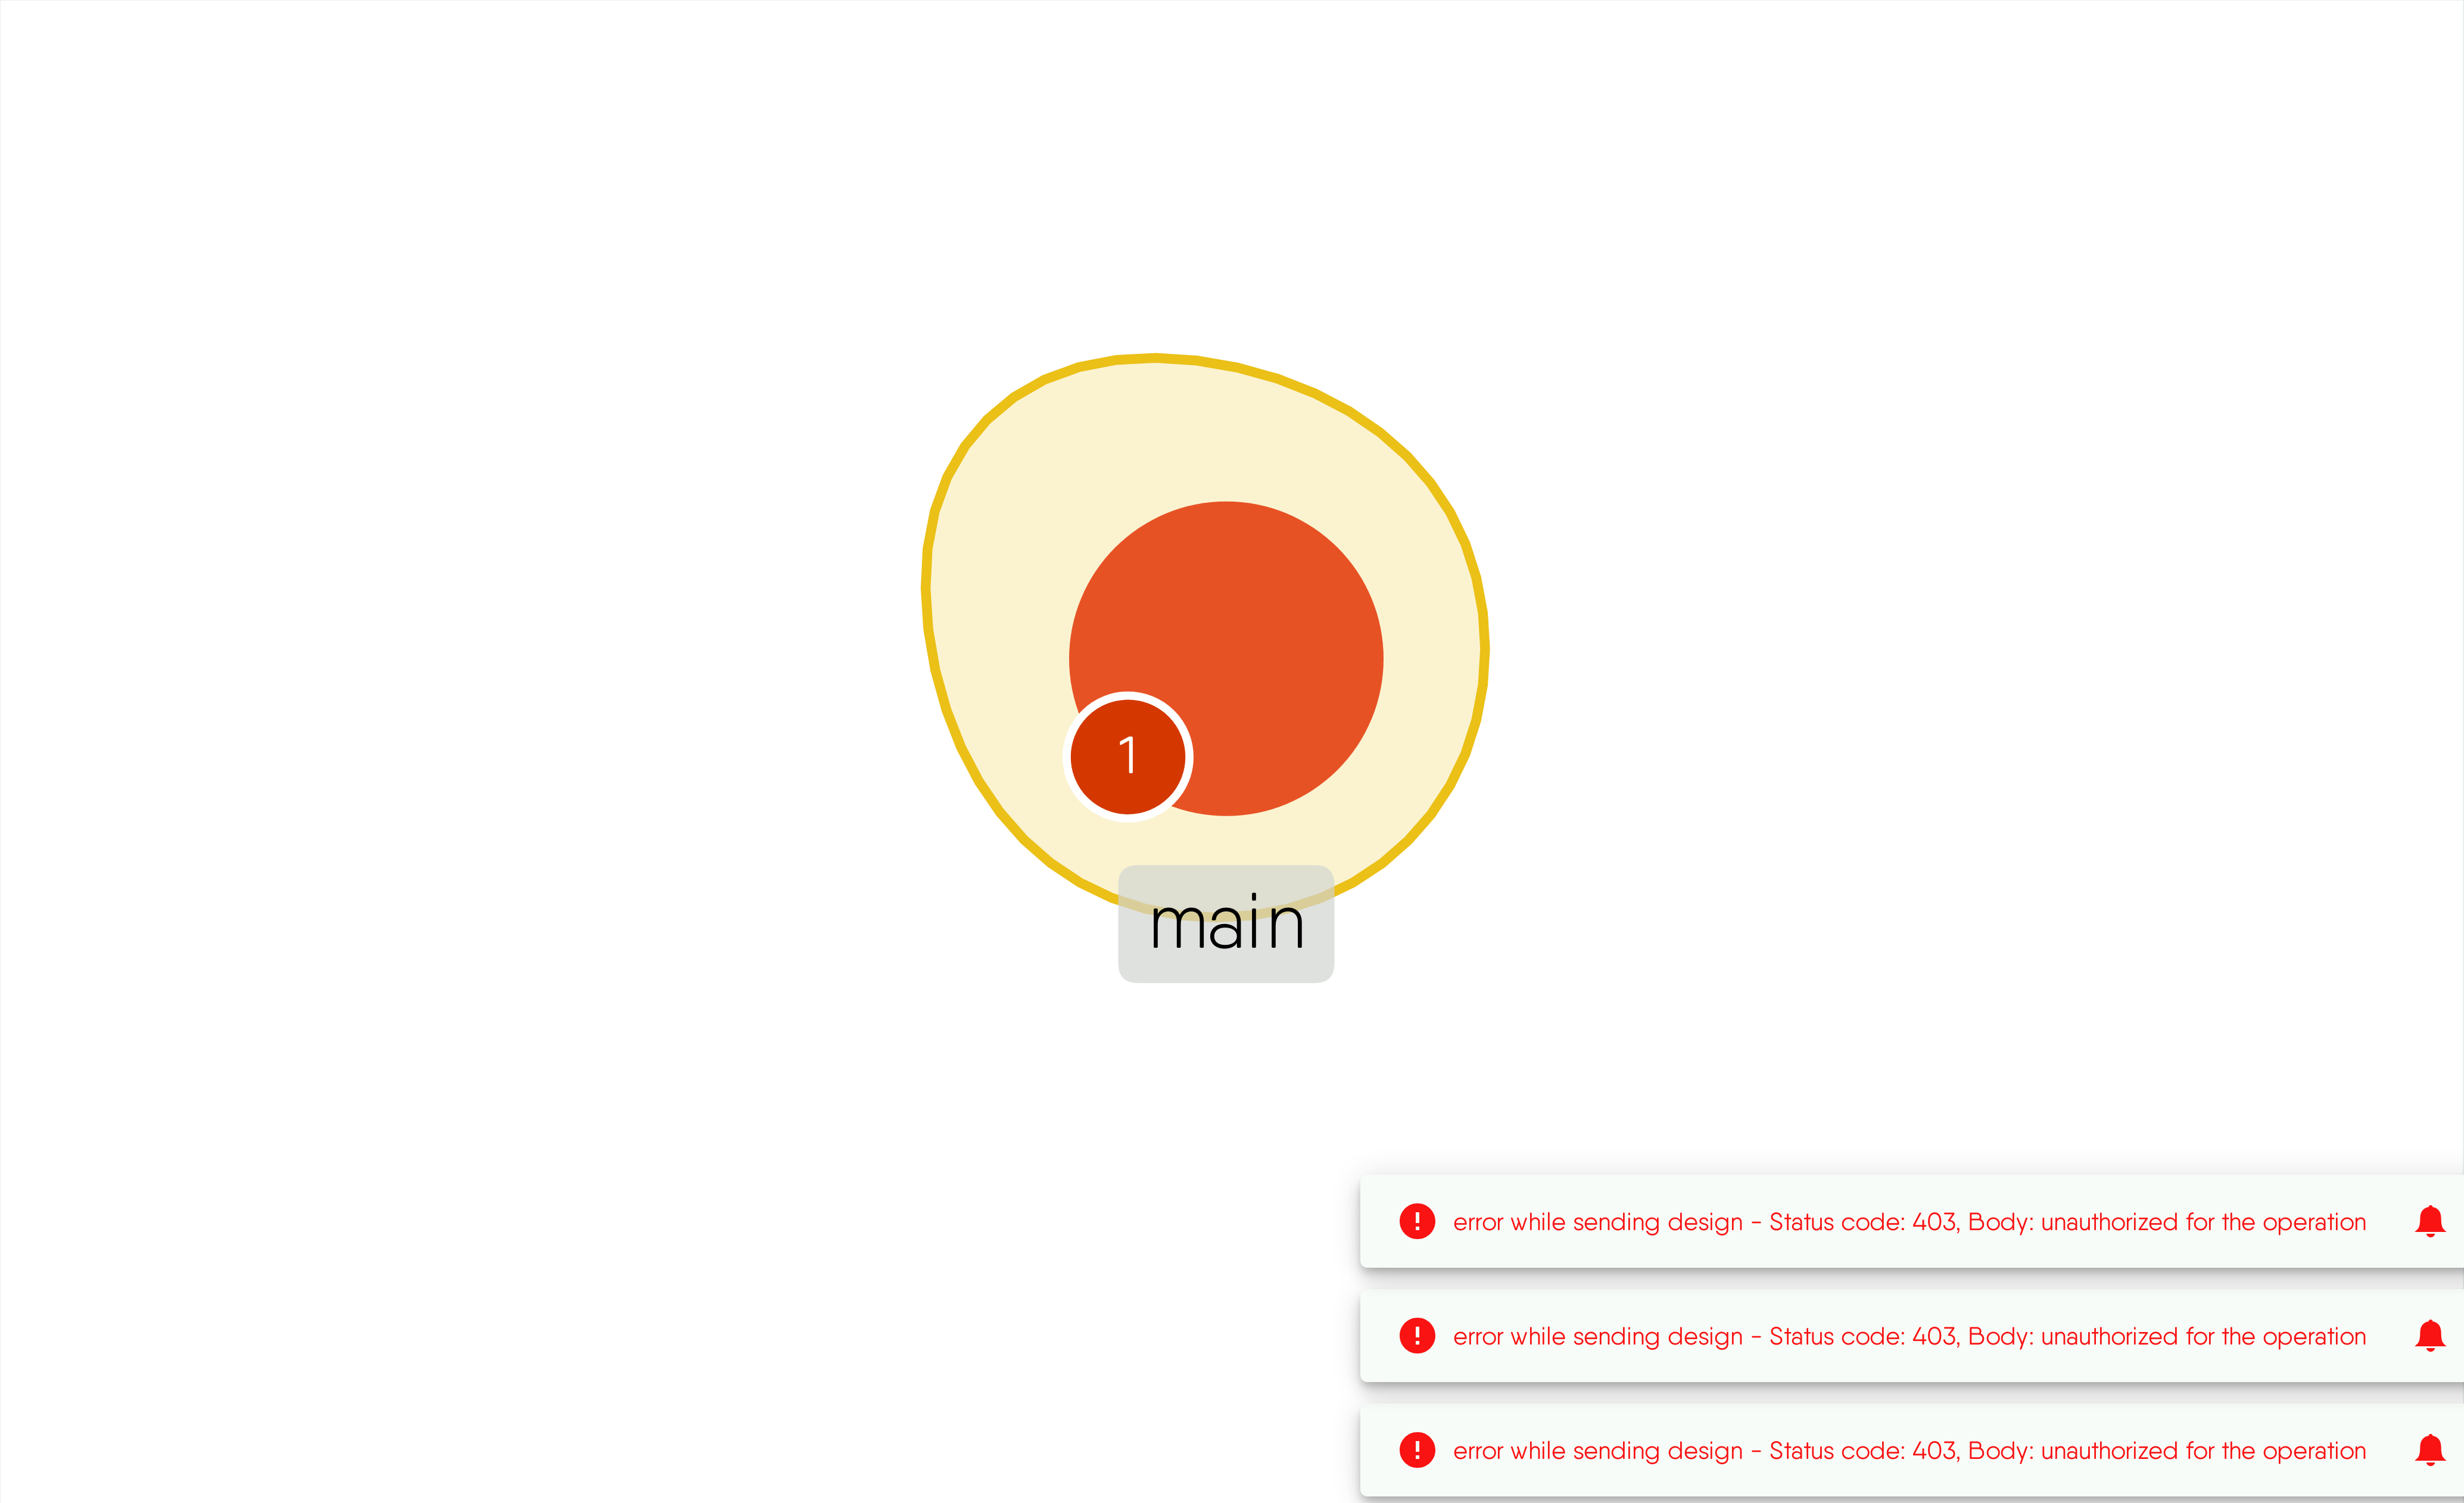 1
main
error while sending design - Status code: 403, Body: unauthorized for the operation
error while sending design - Status code: 403, Body: unauthorized for the operation
error while sending design - Status code: 403, Body: unauthorized for the operation